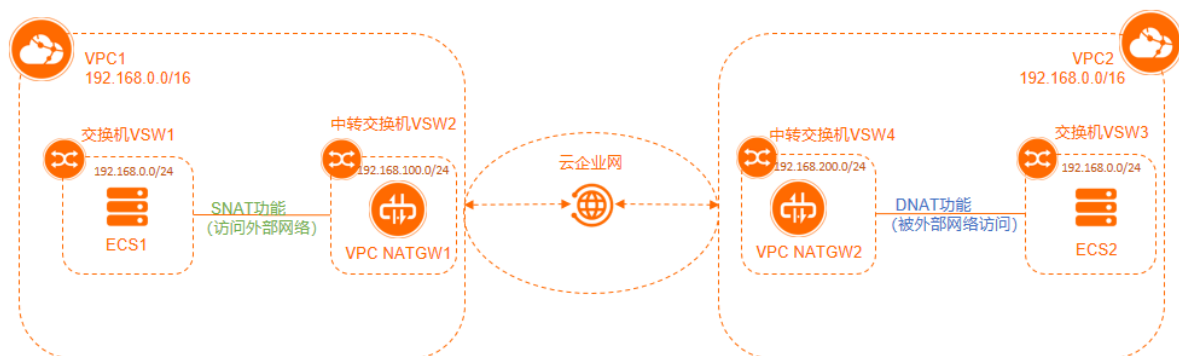 VPC1
192.168.0.0/16
交换机VSW1
192.168.0.0/24
ECS1
SNAT功能
(访问外部网络)
中转交换机VSW2
192.168.100.0/24
VPC NATGW1
云企业网
VPC2
192.168.0.0/16
中转交换机VSW4
192.168.200.0/24
VPC NATGW2
DNAT功能
(被外部网络访问)
交换机VSW3
192.168.0.0/24
ECS2